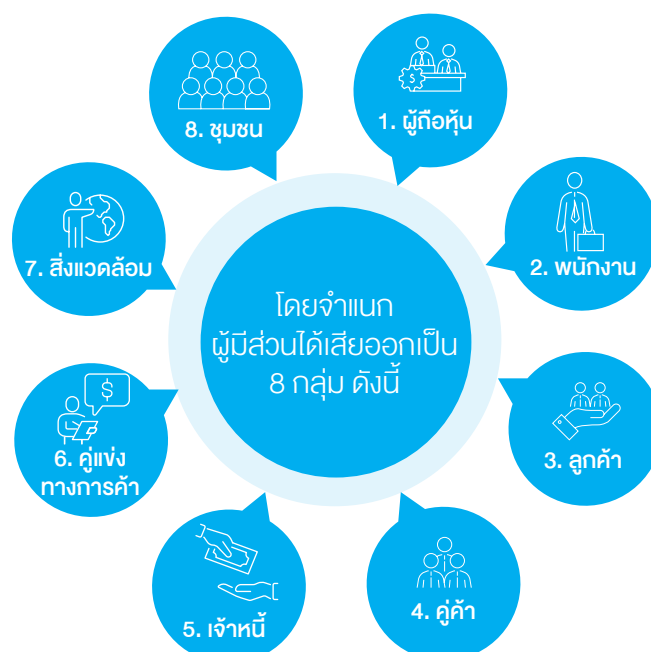 โดยจำแนก
ผู้มีส่วนได้เสียออกเป็น
8 กลุ่ม ดังนี้
1. ผู้ถือหุ้น
2. พนักงาน
3. ลูกค้า
4. คู่ค้า
5. เจ้าหนี้
6. คู่แข่ง
ทางการค้า
7. สิ่งแวดล้อม
8. ชุมชน